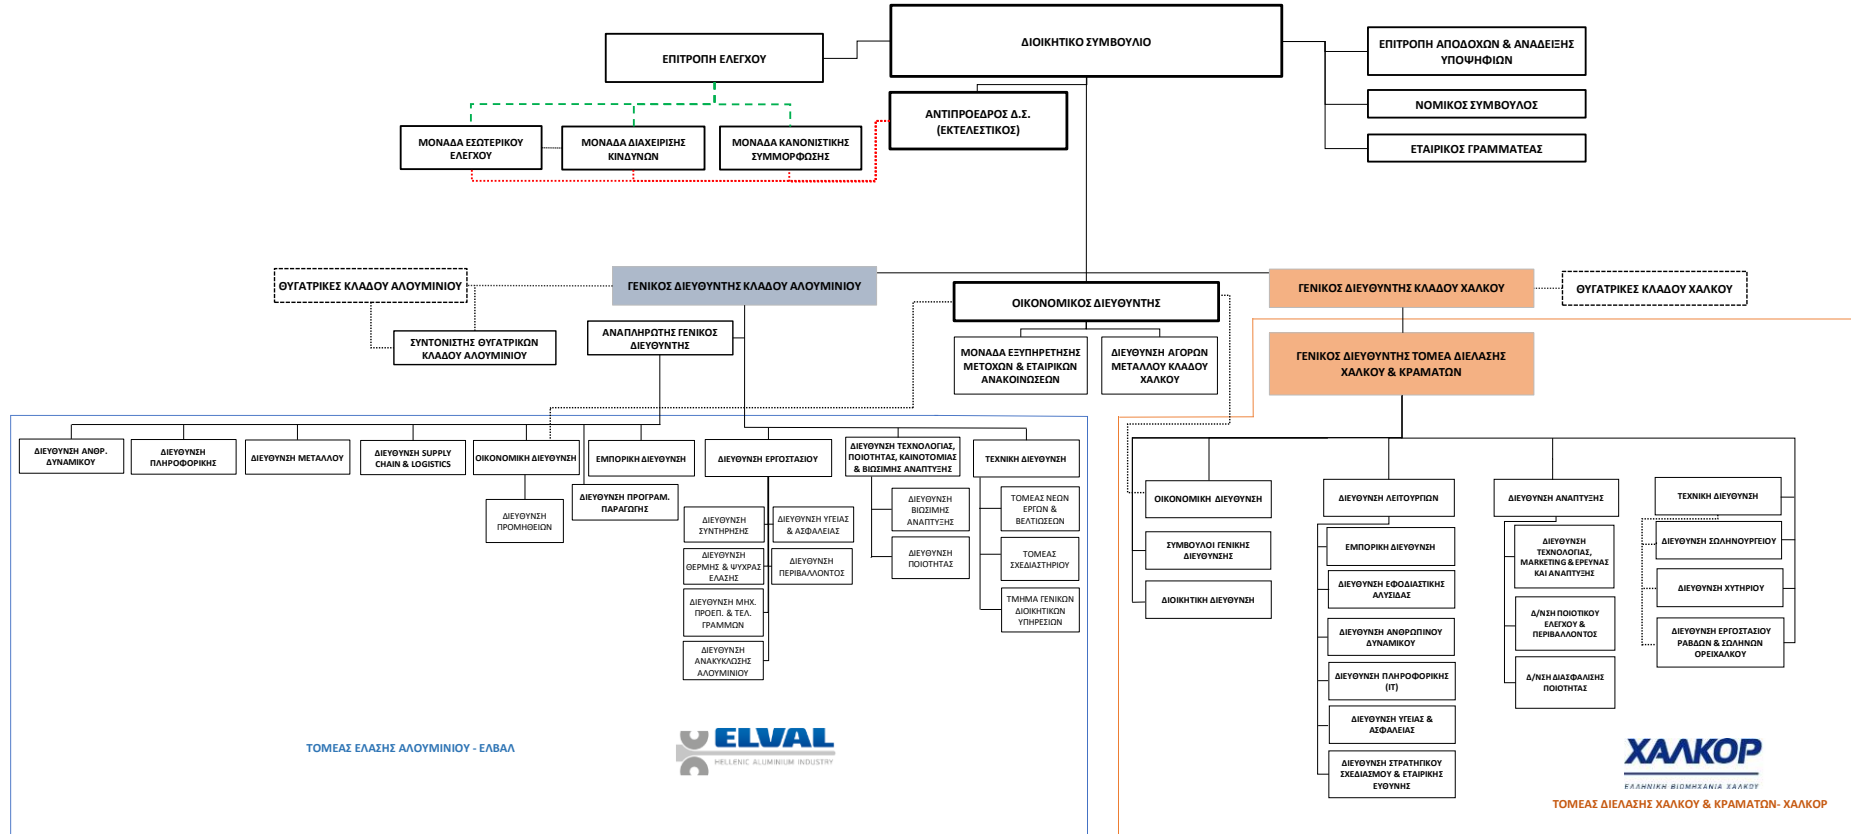 ΔΙΟΙΚΗΤΙΚΟ ΣΥΜΒΟΥΛΙΟ
ΕΠΙΤΡΟΠΗ ΕΛΕΓΧΟΥ
ΕΠΙΤΡΟΠΗ ΑΠΟΔΟΧΩΝ & ΑΝΑΔΕΙΞΗΣ
ΥΠΟΨΗΦΙΩΝ
ΝΟΜΙΚΟΣ ΣΥΜΒΟΥΛΟΣ
ΕΤΑΙΡΙΚΟΣ ΓΡΑΜΜΑΤΕΑΣ
ΑΝΤΙΠΡΟΕΔΡΟΣ Δ.Σ.
(ΕΚΤΕΛΕΣΤΙΚΟΣ)
ΜΟΝΑΔΑ ΕΣΩΤΕΡΙΚΟΥ
ΕΛΕΓΧΟΥ
ΜΟΝΑΔΑ ΔΙΑΧΕΙΡΙΣΗΣ
ΚΙΝΔΥΝΩΝ
ΜΟΝΑΔΑ ΚΑΝΟΝΙΣΤΙΚΗΣ
ΣΥΜΜΟΡΦΩΣΗΣ
ΘΥΓΑΤΡΙΚΕΣ ΚΛΑΔΟΥ ΑΛΟΥΜΙΝΙΟΥ
ΓΕΝΙΚΟΣ ΔΙΕΥΘΥΝΤΗΣ ΚΛΑΔΟΥ ΑΛΟΥΜΙΝΙΟΥ
ΟΙΚΟΝΟΜΙΚΟΣ ΔΙΕΥΘΥΝΤΗΣ
ΓΕΝΙΚΟΣ ΔΙΕΥΘΥΝΤΗΣ ΚΛΑΔΟΥ ΧΑΛΚΟΥ
ΘΥΓΑΤΡΙΚΕΣ ΚΛΑΔΟΥ ΧΑΛΚΟΥ
ΣΥΝΤΟΝΙΣΤΗΣ ΘΥΓΑΤΡΙΚΩΝ
ΚΛΑΔΟΥ ΑΛΟΥΜΙΝΙΟΥ
ΑΝΑΠΛΗΡΩΤΗΣ ΓΕΝΙΚΟΣ
ΔΙΕΥΘΥΝΤΗΣ
ΜΟΝΑΔΑ ΕΞΥΠΗΡΕΤΗΣΗΣ
ΜΕΤΟΧΩΝ & ΕΤΑΙΡΙΚΩΝ
ΑΝΑΚΟΙΝΩΣΕΩΝ
ΔΙΕΥΘΥΝΣΗ ΑΓΟΡΩΝ
ΜΕΤΑΛΛΟΥ ΚΛΑΔΟΥ
ΧΑΛΚΟΥ
ΓΕΝΙΚΟΣ ΔΙΕΥΘΥΝΤΗΣ ΤΟΜΕΑ ΔΙΕΛΑΣΗΣ
ΧΑΛΚΟΥ & ΚΡΑΜΑΤΩΝ
ΔΙΕΥΘΥΝΣΗ ΑΝΘΡ.
ΔΥΝΑΜΙΚΟΥ
ΔΙΕΥΘΥΝΣΗ
ΠΛΗΡΟΦΟΡΙΚΗΣ
ΔΙΕΥΘΥΝΣΗ ΜΕΤΑΛΛΟΥ
ΔΙΕΥΘΥΝΣΗ SUPPLY
CHAIN & LOGISTICS
ΟΙΚΟΝΟΜΙΚΗ ΔΙΕΥΘΥΝΣΗ
ΕΜΠΟΡΙΚΗ ΔΙΕΥΘΥΝΣΗ
ΔΙΕΥΘΥΝΣΗ ΕΡΓΟΣΤΑΣΙΟΥ
ΔΙΕΥΘΥΝΣΗ ΤΕΧΝΟΛΟΓΙΑΣ,
ΠΟΙΟΤΗΤΑΣ, ΚΑΙΝΟΤΟΜΙΑΣ
& ΒΙΩΣΙΜΗΣ ΑΝΑΠΤΥΞΗΣ
ΤΕΧΝΙΚΗ ΔΙΕΥΘΥΝΣΗ
ΔΙΕΥΘΥΝΣΗ
ΠΡΟΜΗΘΕΙΩΝ
ΔΙΕΥΘΥΝΣΗ ΠΡΟΓΡΑΜ.
ΠΑΡΑΓΩΓΗΣ
ΔΙΕΥΘΥΝΣΗ
ΣΥΝΤΗΡΗΣΗΣ
ΔΙΕΥΘΥΝΣΗ ΥΓΕΙΑΣ
& ΑΣΦΑΛΕΙΑΣ
ΔΙΕΥΘΥΝΣΗ
ΘΕΡΜΗΣ & ΨΥΧΡΑΣ
ΕΛΑΣΗΣ
ΔΙΕΥΘΥΝΣΗ
ΠΕΡΙΒΑΛΛΟΝΤΟΣ
ΔΙΕΥΘΥΝΣΗ ΜΗΧ.
ΠΡΟΕΠ. & ΤΕΛ.
ΓΡΑΜΜΩΝ
ΔΙΕΥΘΥΝΣΗ
ΑΝΑΚΥΚΛΩΣΗΣ
ΑΛΟΥΜΙΝΙΟΥ
ΔΙΕΥΘΥΝΣΗ
ΒΙΩΣΙΜΗΣ
ΑΝΑΠΤΥΞΗΣ
ΔΙΕΥΘΥΝΣΗ
ΠΟΙΟΤΗΤΑΣ
ΤΟΜΕΑΣ ΝΕΩΝ
ΕΡΓΩΝ &
ΒΕΛΤΙΩΣΕΩΝ
ΤΟΜΕΑΣ
ΣΧΕΔΙΑΣΤΗΡΙΟΥ
ΤΜΗΜΑ ΓΕΝΙΚΩΝ
ΔΙΟΙΚΗΤΙΚΩΝ
ΥΠΗΡΕΣΙΩΝ
ΟΙΚΟΝΟΜΙΚΗ ΔΙΕΥΘΥΝΣΗ
ΣΥΜΒΟΥΛΟΙ ΓΕΝΙΚΗΣ
ΔΙΕΥΘΥΝΣΗΣ
ΔΙΟΙΚΗΤΙΚΗ ΔΙΕΥΘΥΝΣΗ
ΔΙΕΥΘΥΝΣΗ ΛΕΙΤΟΥΡΓΙΩΝ
ΕΜΠΟΡΙΚΗ ΔΙΕΥΘΥΝΣΗ
ΔΙΕΥΘΥΝΣΗ ΕΦΟΔΙΑΣΤΙΚΗΣ
ΑΛΥΣΙΔΑΣ
ΔΙΕΥΘΥΝΣΗ ΑΝΘΡΩΠΙΝΟΥ
ΔΥΝΑΜΙΚΟΥ
ΔΙΕΥΘΥΝΣΗ ΠΛΗΡΟΦΟΡΙΚΗΣ
(IT)
ΔΙΕΥΘΥΝΣΗ ΥΓΕΙΑΣ &
ΑΣΦΑΛΕΙΑΣ
ΔΙΕΥΘΥΝΣΗ ΣΤΡΑΤΗΓΙΚΟΥ
ΣΧΕΔΙΑΣΜΟΥ & ΕΤΑΙΡΙΚΗΣ
ΕΥΘΥΝΗΣ
ΔΙΕΥΘΥΝΣΗ ΑΝΑΠΤΥΞΗΣ
ΔΙΕΥΘΥΝΣΗ
ΤΕΧΝΟΛΟΓΙΑΣ,
MARKETING & ΕΡΕΥΝΑΣ
ΚΑΙ ΑΝΑΠΤΥΞΗΣ
Δ/ΝΣΗ ΠΟΙΟΤΙΚΟΥ
ΕΛΕΓΧΟΥ &
ΠΕΡΙΒΑΛΛΟΝΤΟΣ
Δ/ΝΣΗ ΔΙΑΣΦΑΛΙΣΗΣ
ΠΟΙΟΤΗΤΑΣ
ΤΕΧΝΙΚΗ ΔΙΕΥΘΥΝΣΗ
ΔΙΕΥΘΥΝΣΗ ΣΩΛΗΝΟΥΡΓΕΙΟΥ
ΔΙΕΥΘΥΝΣΗ ΧΥΤΗΡΙΟΥ
ΔΙΕΥΘΥΝΣΗ ΕΡΓΟΣΤΑΣΙΟΥ
ΡΑΒΔΩΝ & ΣΩΛΗΝΩΝ
ΟΡΕΙΧΑΛΚΟΥ
ΤΟΜΕΑΣ ΕΛΑΣΗΣ ΑΛΟΥΜΙΝΙΟΥ - ΕΛΒΑΛ
ELVAL
HELLENIC ALUMINIUM INDUSTRY
ΧΑΛΚΟΡ
ΕΛΛΗΝΙΚΗ ΒΙΟΜΗΧΑΝΙΑ ΧΑΛΚΟΥ
ΤΟΜΕΑΣ ΔΙΕΛΑΣΗΣ ΧΑΛΚΟΥ & ΚΡΑΜΑΤΩΝ- ΧΑΛΚΟΡ